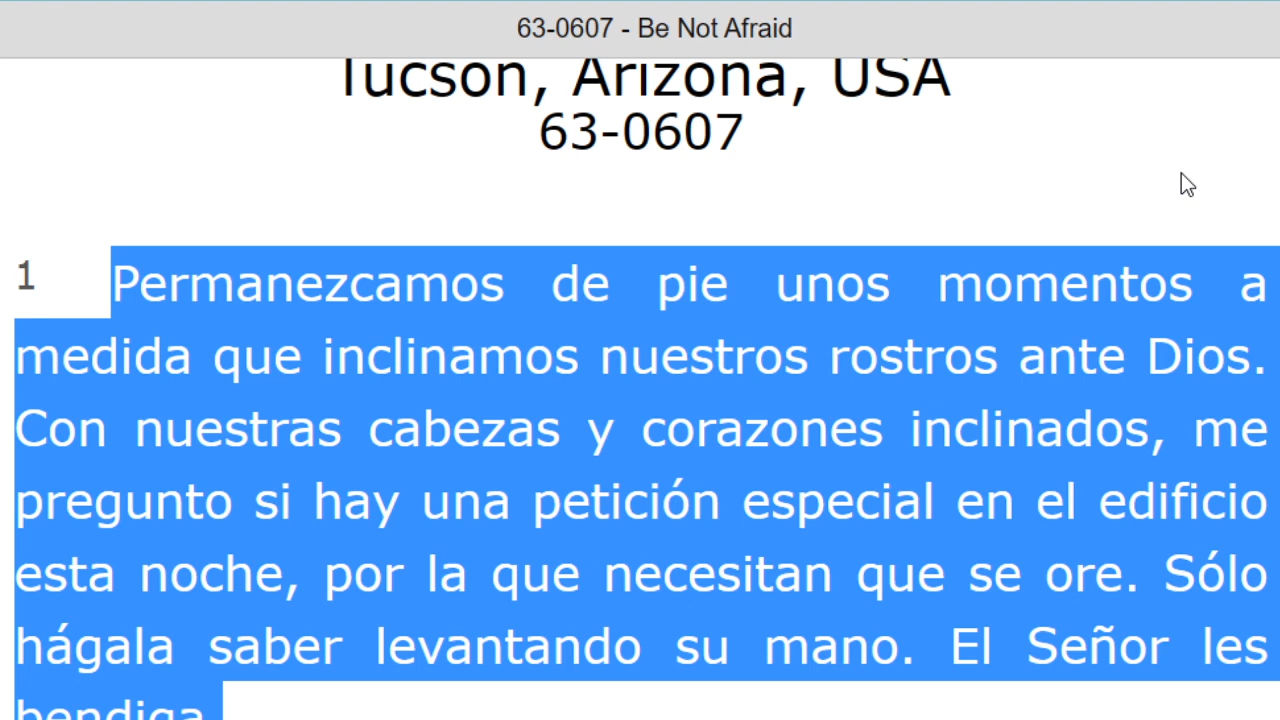 63-0607 - Be Not Afraid
Tucson, Arizona, USA
63-0607
1 Permanezcamos de pie unos momentos a
medida que inclinamos nuestros rostros ante Dios.
Con nuestras cabezas y corazones inclinados, me
pregunto si hay una petición especial en el edificio
esta noche, por la que necesitan que se ore. Sólo
hágala saber levantando su mano. El Señor les
bendiga.